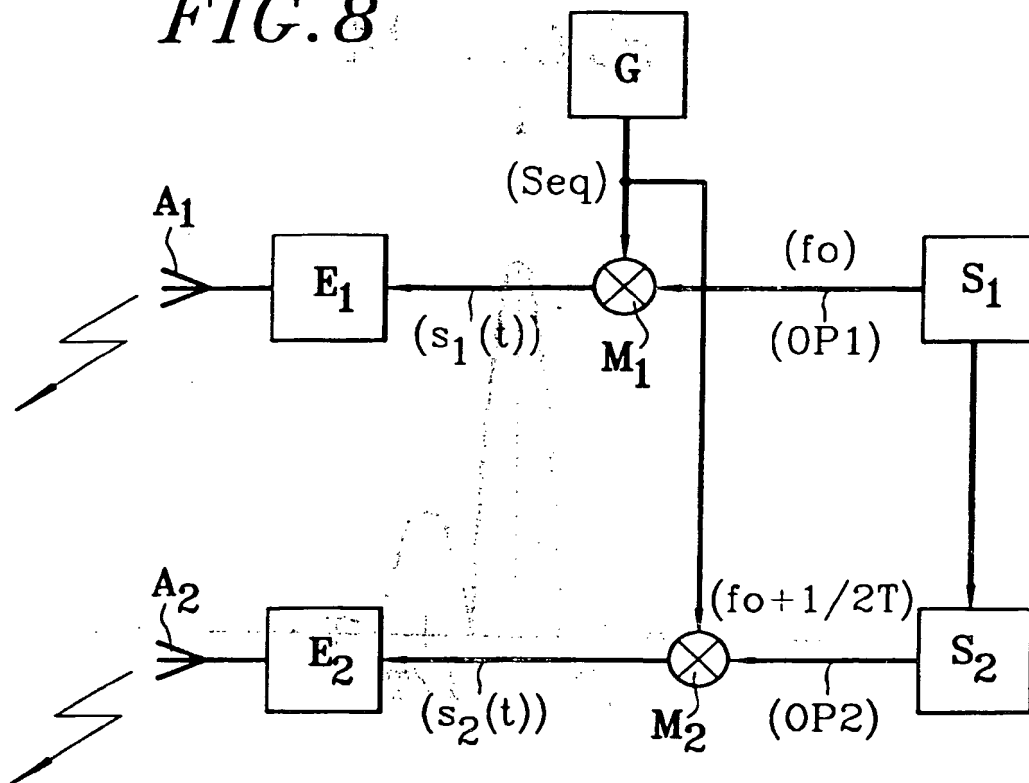 FIG. 8
G
(Seq)
A1
E1
(s1(t))
M1
(fo)
(OP1)
S1
A2
E2
(s2(t))
M2
(fo+1/2T)
(OP2)
S2